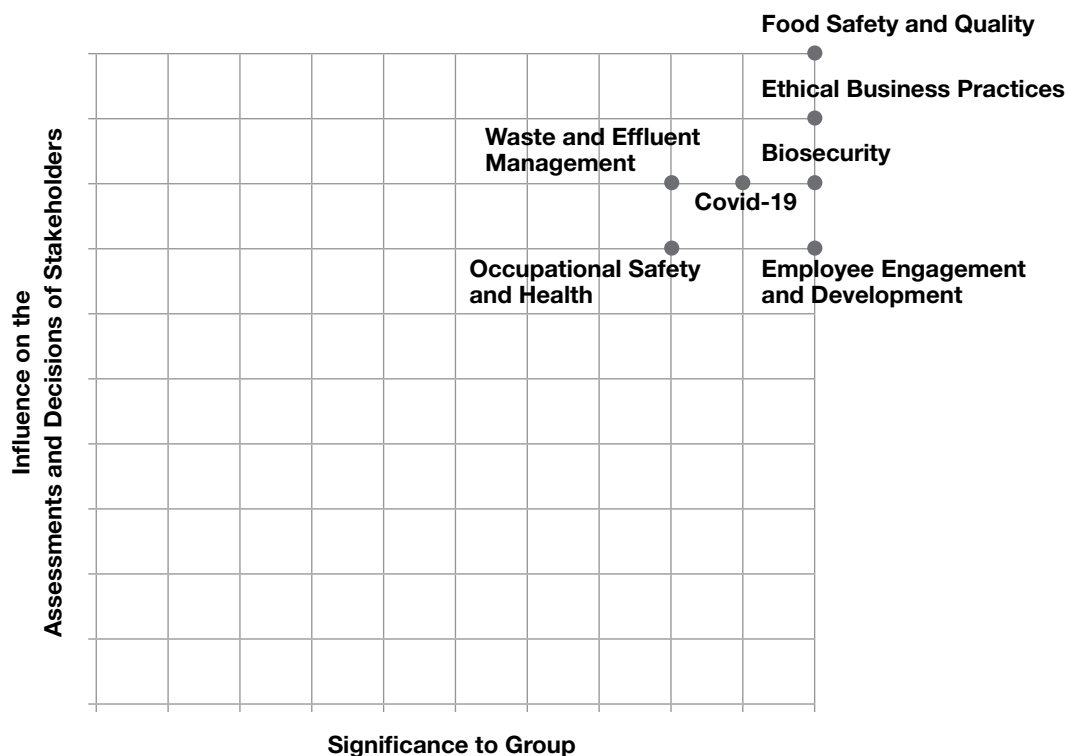 Food Safety and Quality
Ethical Business Practices
Waste and Effluent
Management
Biosecurity
Covid-19
Occupational Safety
and Health
Employee Engagement
and Development
Influence on the
Assessments and Decisions of Stakeholders
Significance to Group